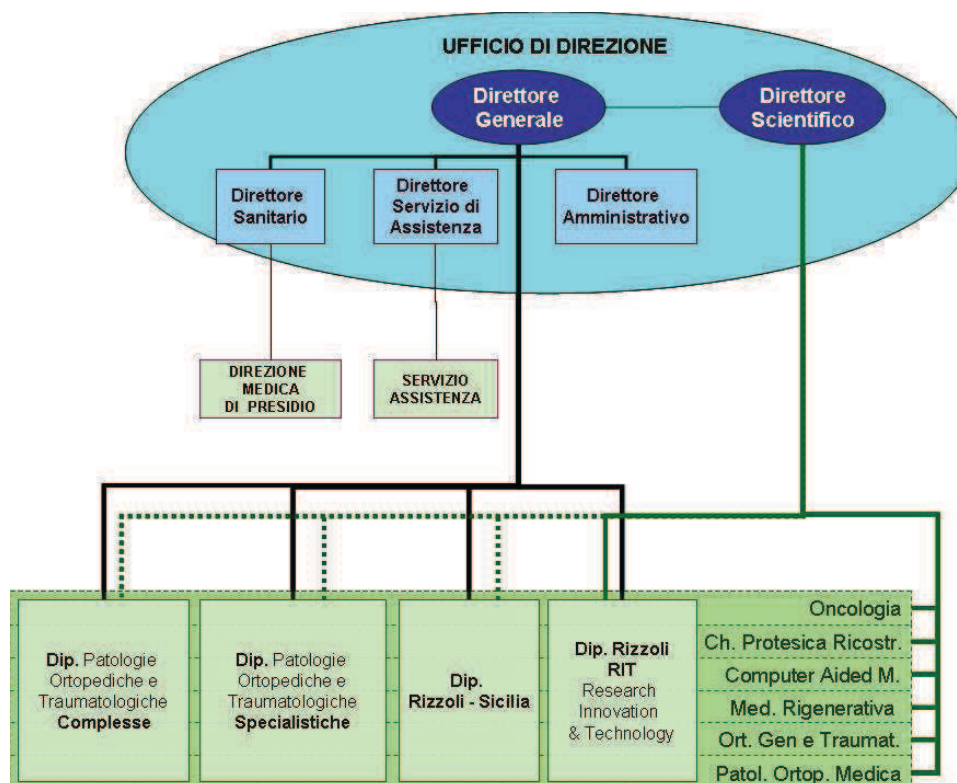 UFFICIO DI DIREZIONE
Direttore
Generale
Direttore
Scientifico
Direttore
Sanitario
Direttore
Servizio di
Assistenza
Direttore
Amministrativo
DIREZIONE
MEDICA
DI PRESIDIO
SERVIZIO
ASSISTENZA
Dip. Patologie
Ortopediche e
Traumatologiche
Complesse
Dip. Patologie
Ortopediche e
Traumatologiche
Specialistiche
Dip.
Rizzoli - Sicilia
Dip. Rizzoli
RIT
Research
Innovation
& Technology
Oncologia
Ch. Protesica Ricostr.
Computer Aided M.
Med. Rigenerativa
Ort. Gen e Traumat.
Patol. Ortop. Medica